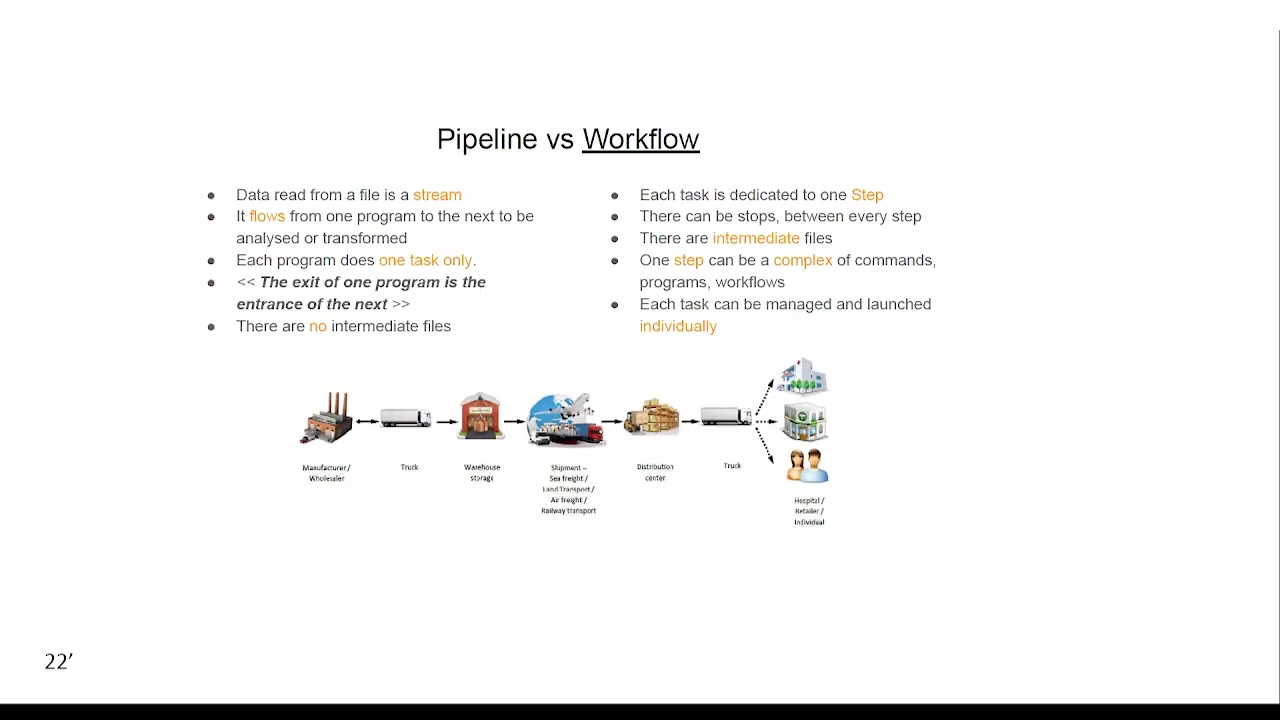 Pipeline vs Workflow
● Data read from a file is a stream
● It flows from one program to the next to be
analysed or transformed
● Each program does one task only.
● << The exit of one program is the
entrance of the next >>
● There are no intermediate files
● Each task is dedicated to one Step
● There can be stops, between every step
● There are intermediate files
● One step can be a complex of commands,
programs, workflows
● Each task can be managed and launched
individually
Manufacturer /
Wholesaler
Truck
Warehouse
storage
Shipment –
Sea freight /
Land Transport /
Air freight /
Railway transport
Distribution
center
Truck
Hospital /
Retailer /
Individual
22’